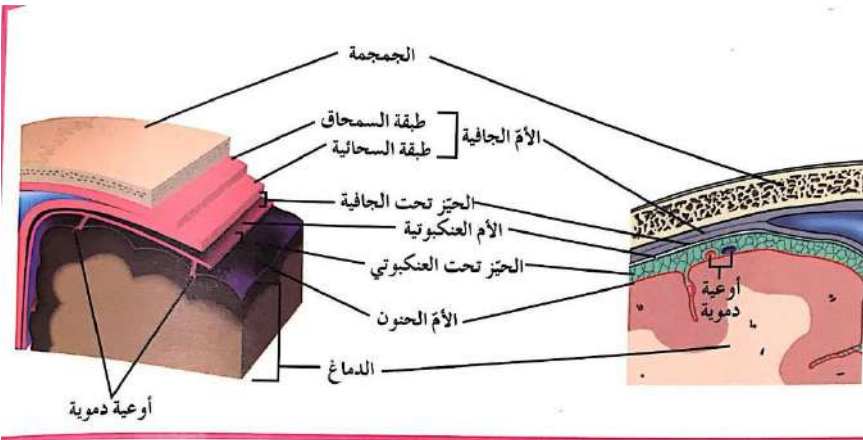 الجمجمة
طبقة السمحاق
الأمّ الجافية
طبقة السحائية
الحيّز تحت الجافية
الأم العنكبوتية
الحيّز تحت العنكبوتي
أوعية
دموية
الأمّ الحنون
الدماغ
أوعية دموية